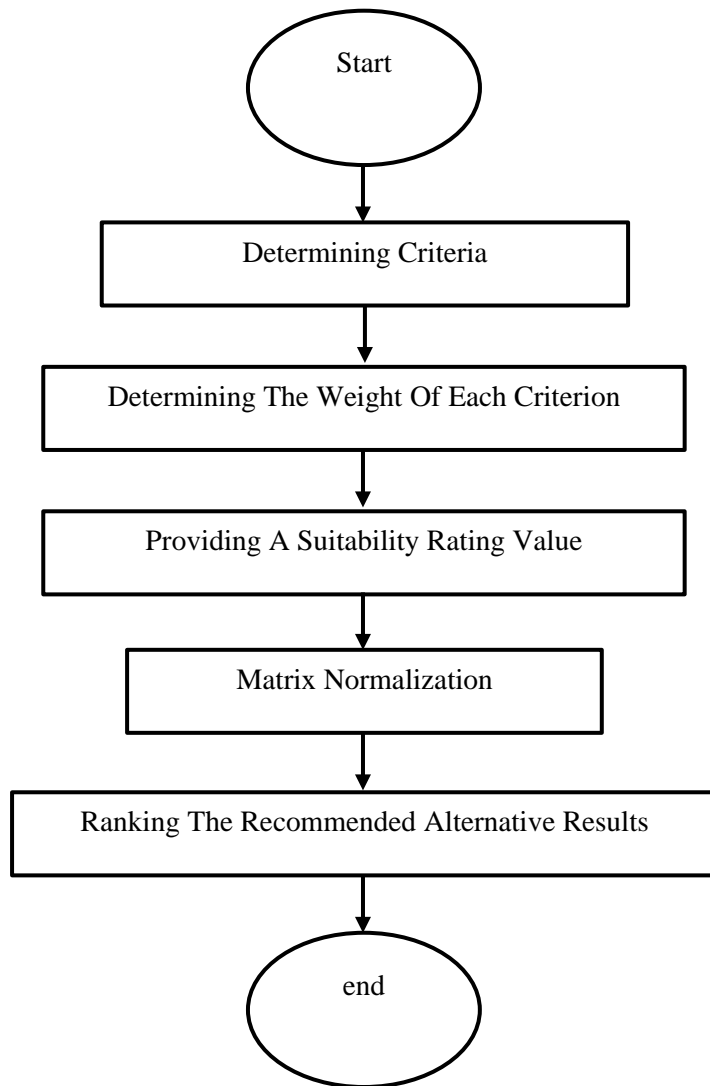 Start
Determining Criteria
Determining The Weight Of Each Criterion
Providing A Suitability Rating Value
Matrix Normalization
Ranking The Recommended Alternative Results
end